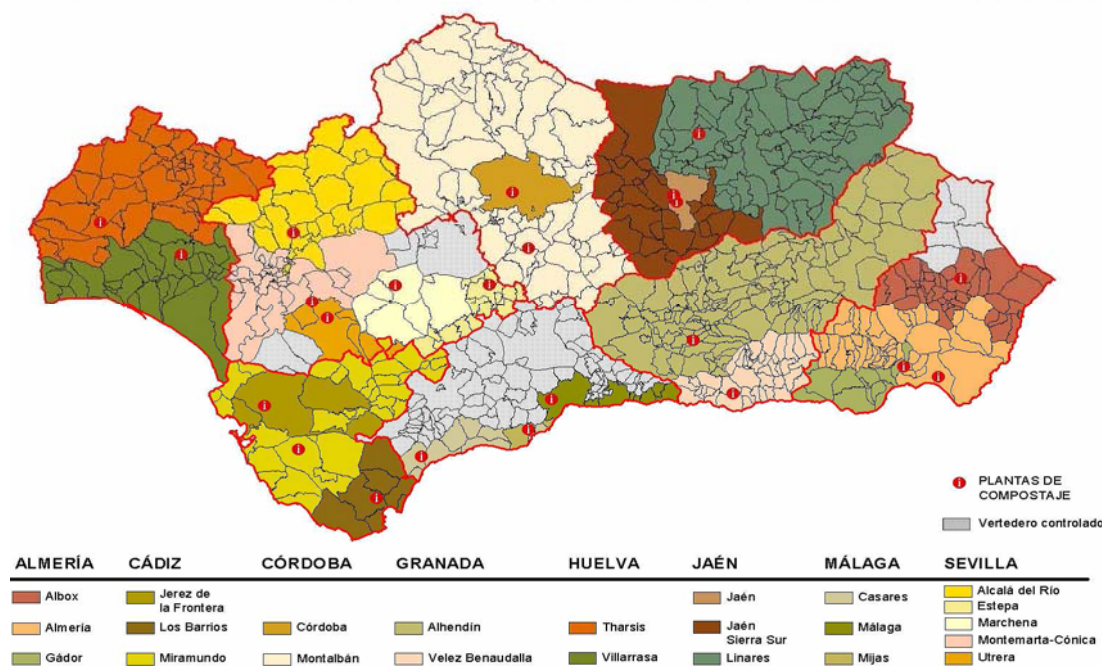 PLANTAS DE
COMPOSTAJE
Vertedero controlado
ALMERÍA CÁDIZ CÓRDOBA GRANADA HUELVA JAÉN MÁLAGA SEVILLA
Albox
Almería
Gádor
Jerez de
la Frontera
Los Barrios
Miramundo
Córdoba
Montalbán
Alhendín
Velez Benaudalla
Tharsis
Villarrasa
Jaén
Jaén
Sierra Sur
Linares
Casares
Málaga
Mijas
Alcalá del Río
Estepa
Marchena
Montemarta-Cónica
Utrera